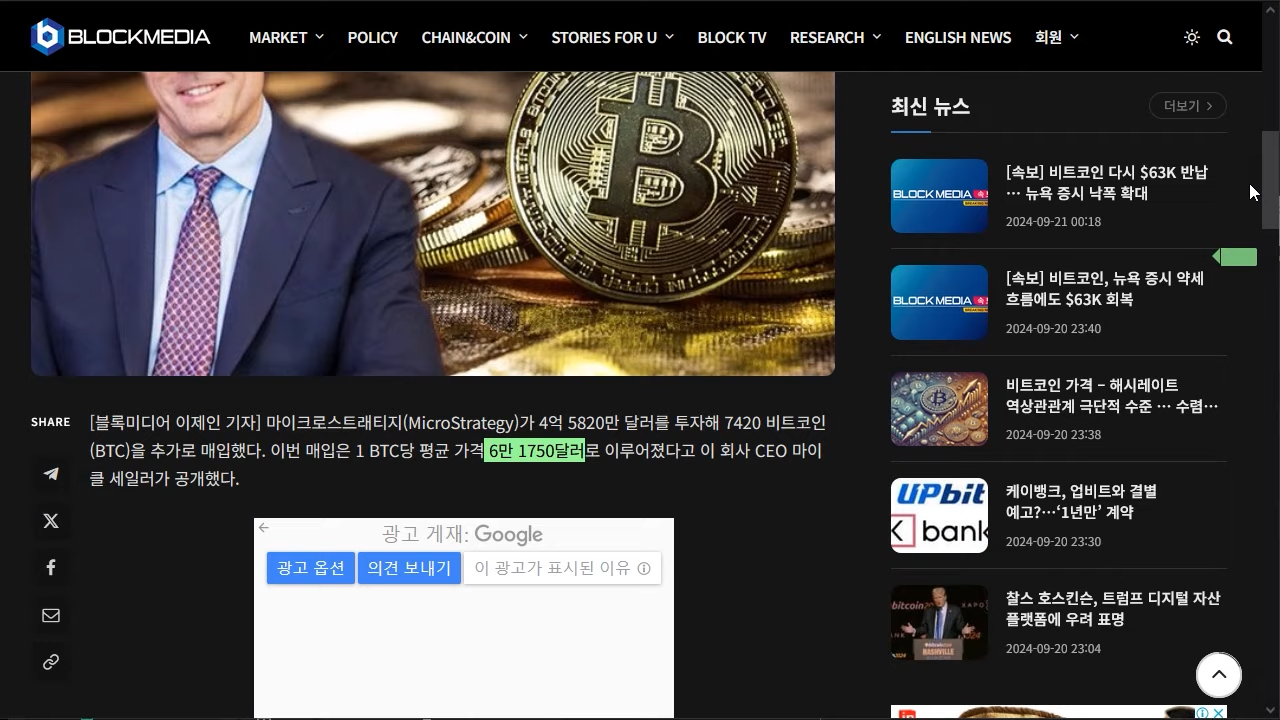 BLOCKMEDIA
MARKET
POLICY
CHAIN&COIN
STORIES FOR U
BLOCK TV
RESEARCH
ENGLISH NEWS
회원
SHARE
[블록미디어 이제인 기자] 마이크로스트래티지(MicroStrategy)가 4억 5820만 달러를 투자해 7420 비트코인
(BTC)을 추가로 매입했다. 이번 매입은 1 BTC당 평균 가격 6만 1750달러로 이루어졌다고 이 회사 CEO 마이
클 세일러가 공개했다.
광고 게재: Google
광고 옵션
의견 보내기
이 광고가 표시된 이유
최신 뉴스
더보기
BLOCK MEDIA
[속보] 비트코인 다시 $63K 반납
… 뉴욕 증시 낙폭 확대
2024-09-21 00:18
BLOCK MEDIA
[속보] 비트코인, 뉴욕 증시 약세
흐름에도 $63K 회복
2024-09-20 23:40
비트코인 가격 – 해시레이트
역상관관계 극단적 수준 … 수렴…
2024-09-20 23:38
UPbit
bank
케이뱅크, 업비트와 결별
예고?…‘1년만’ 계약
2024-09-20 23:30
NASHVILLE
찰스 호스킨슨, 트럼프 디지털 자산
플랫폼에 우려 표명
2024-09-20 23:04